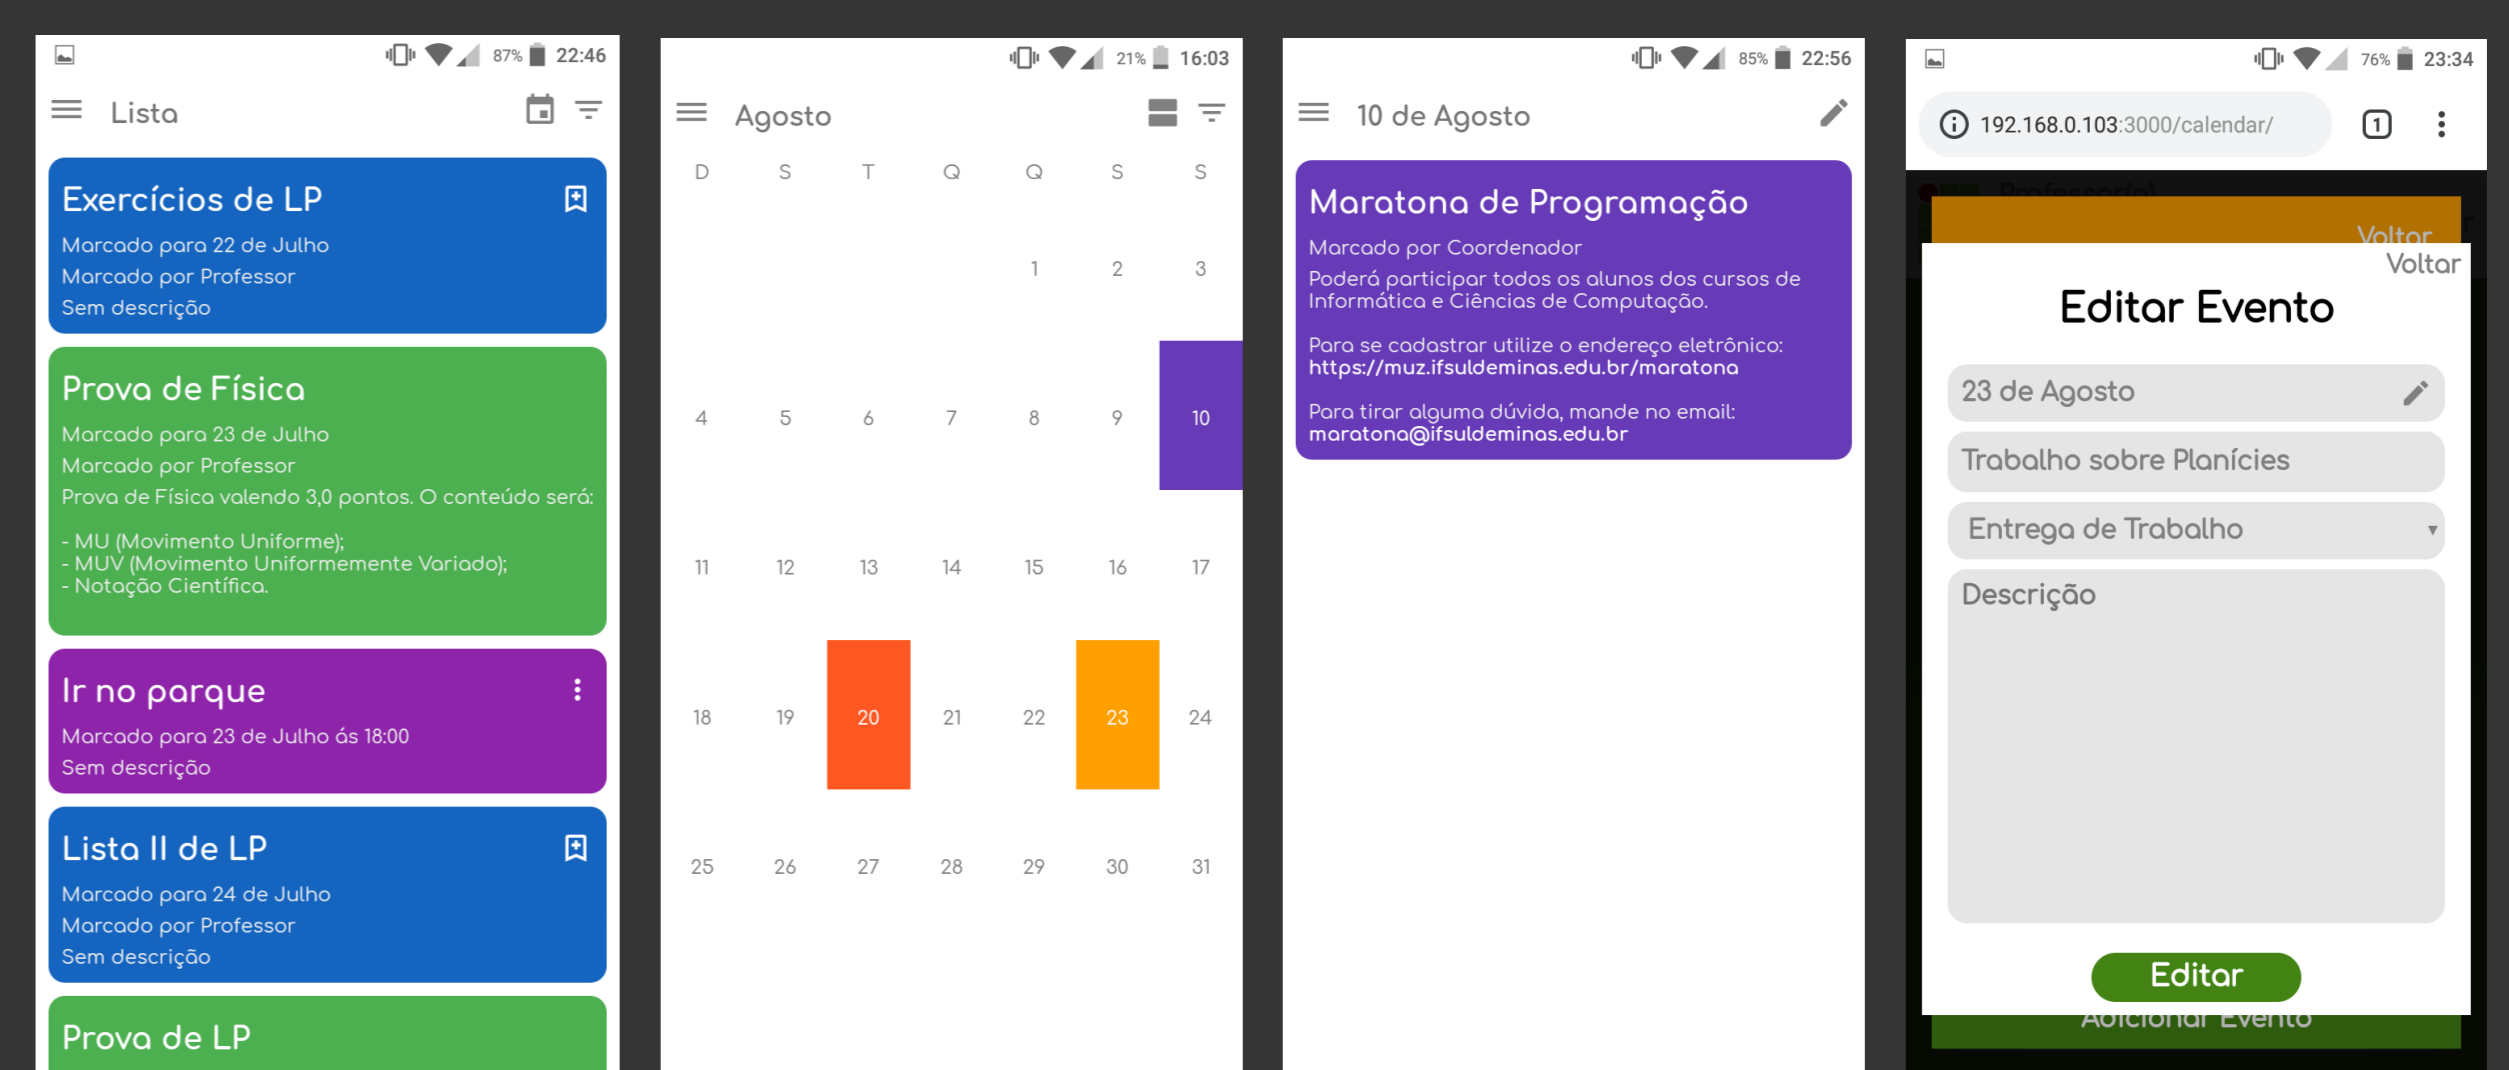 87% 22:46
Lista
Exercícios de LP
Marcado para 22 de Julho
Marcado por Professor
Sem descrição
Prova de Física
Marcado para 23 de Julho
Marcado por Professor
Prova de Física valendo 3,0 pontos. O conteúdo será:
- MU (Movimento Uniforme);
- MUV (Movimento Uniformemente Variado);
- Notação Científica.
Ir no parque
Marcado para 23 de Julho ás 18:00
Sem descrição
Lista II de LP
Marcado para 24 de Julho
Marcado por Professor
Sem descrição
Prova de LP
21% 16:03
Agosto
D S T Q Q S S
1 2 3
4 5 6 7 8 9 10
11 12 13 14 15 16 17
18 19 20 21 22 23 24
25 26 27 28 29 30 31
85% 22:56
10 de Agosto
Maratona de Programação
Marcado por Coordenador
Poderá participar todos os alunos dos cursos de
Informática e Ciências de Computação.
Para se cadastrar utilize o endereço eletrônico:
https://muz.ifsuldeminas.edu.br/maratona
Para tirar alguma dúvida, mande no email:
maratona@ifsuldeminas.edu.br
76% 23:34
192.168.0.103:3000/calendar/
1
Professor(a)
Voltar
Voltar
Editar Evento
23 de Agosto
Trabalho sobre Planícies
Entrega de Trabalho
Descrição
Editar
Adicionar Evento